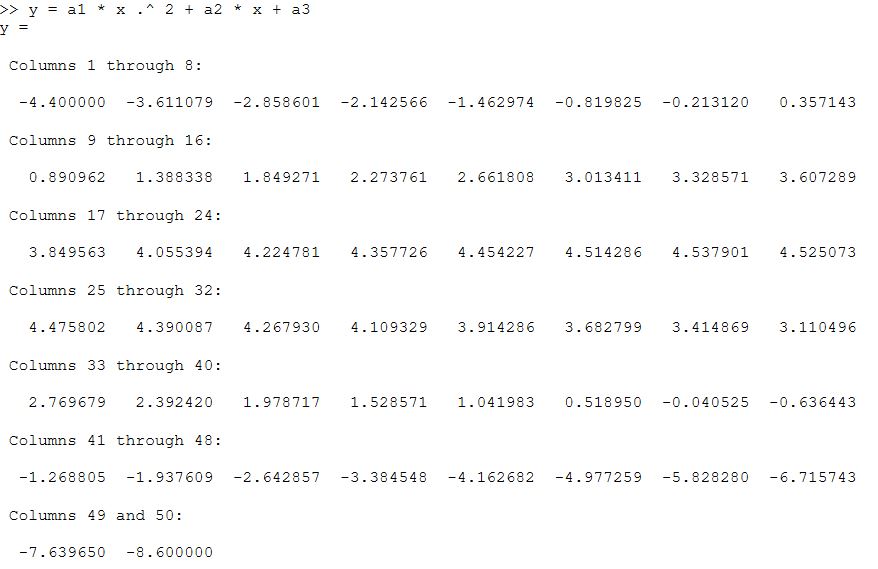 >> y = a1 * x .^ 2 + a2 * x + a3
y =
Columns 1 through 8:
-4.400000 -3.611079 -2.858601 -2.142566 -1.462974 -0.819825 -0.213120 0.357143
Columns 9 through 16:
0.890962 1.388338 1.849271 2.273761 2.661808 3.013411 3.328571 3.607289
Columns 17 through 24:
3.849563 4.055394 4.224781 4.357726 4.454227 4.514286 4.537901 4.525073
Columns 25 through 32:
4.475802 4.390087 4.267930 4.109329 3.914286 3.682799 3.414869 3.110496
Columns 33 through 40:
2.769679 2.392420 1.978717 1.528571 1.041983 0.518950 -0.040525 -0.636443
Columns 41 through 48:
-1.268805 -1.937609 -2.642857 -3.384548 -4.162682 -4.977259 -5.828280 -6.715743
Columns 49 and 50:
-7.639650 -8.600000